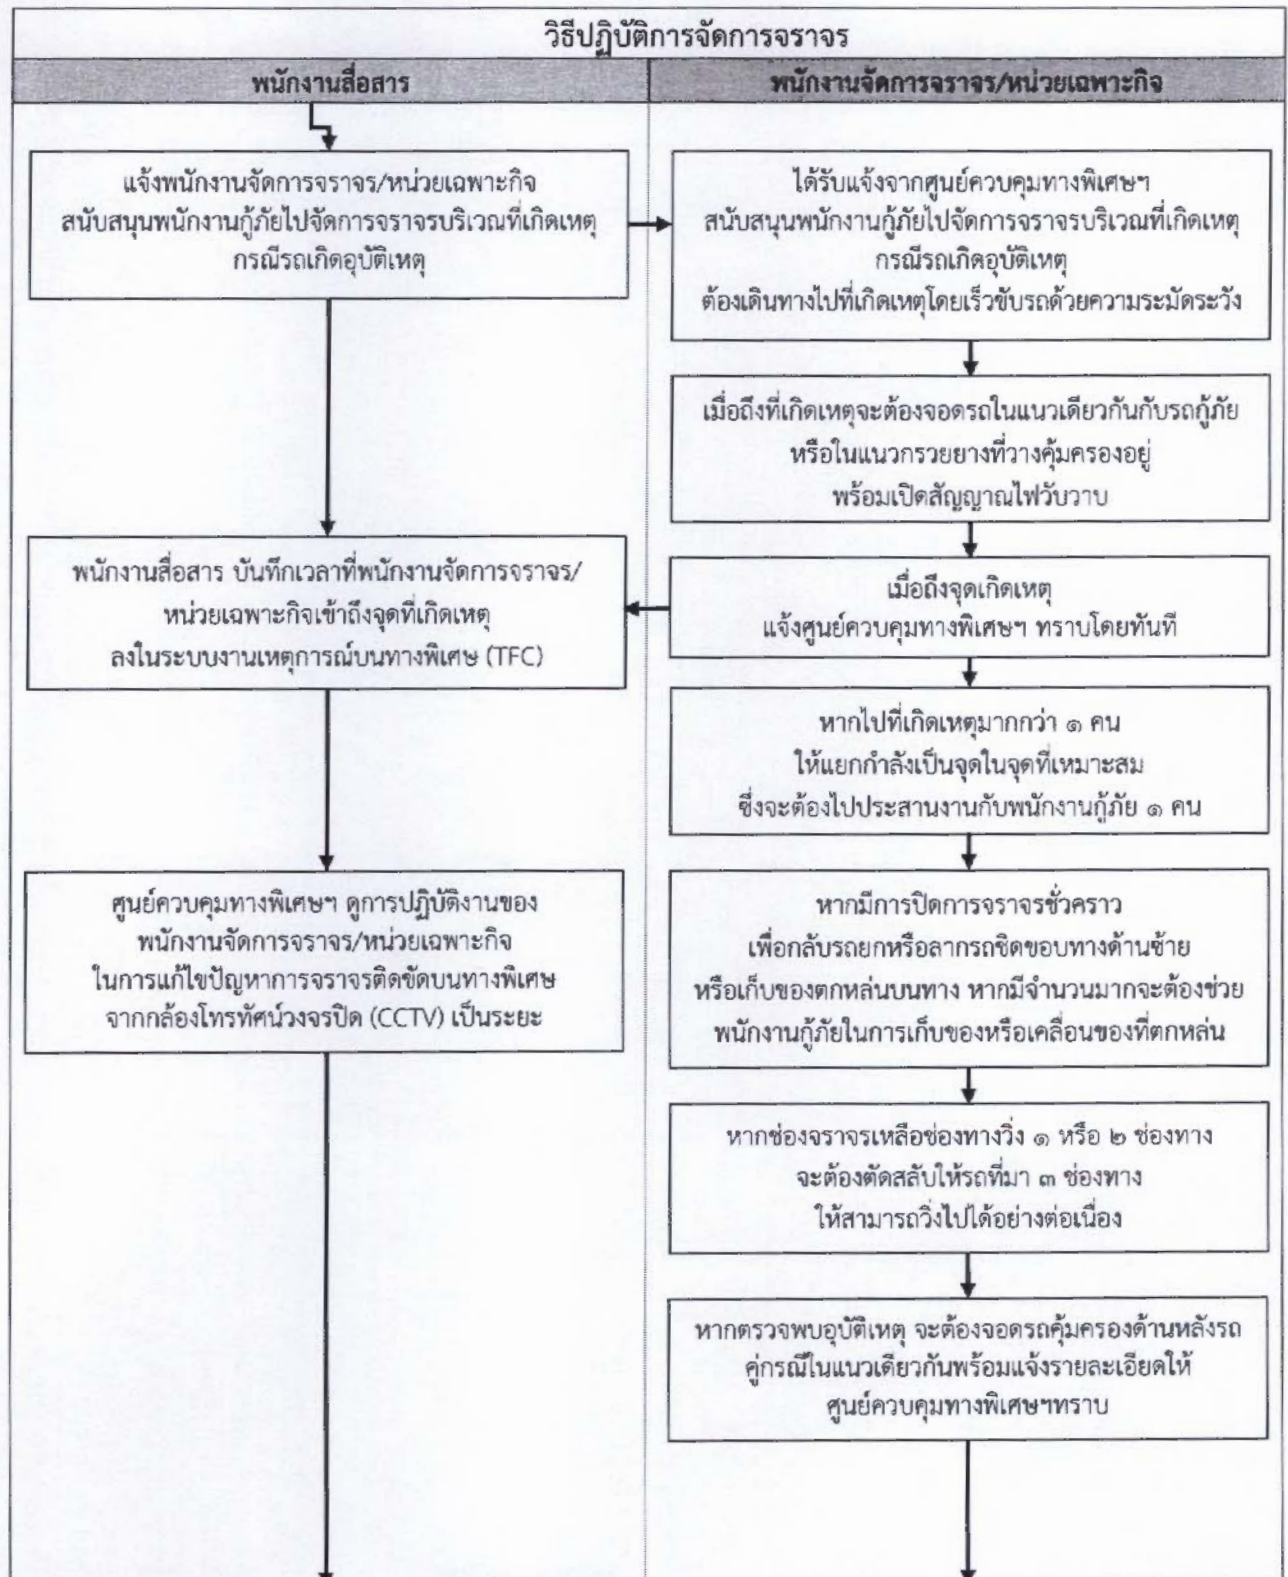 วิธีปฏิบัติการจัดการจราจร
พนักงานสื่อสาร
พนักงานจัดการจราจร/หน่วยเฉพาะกิจ
แจ้งพนักงานจัดการจราจร/หน่วยเฉพาะกิจ
สนับสนุนพนักงานกู้ภัยไปจัดการจราจรบริเวณที่เกิดเหตุ
กรณีรถเกิดอุบัติเหตุ
ได้รับแจ้งจากศูนย์ควบคุมทางพิเศษฯ
สนับสนุนพนักงานกู้ภัยไปจัดการจราจรบริเวณที่เกิดเหตุ
กรณีรถเกิดอุบัติเหตุ
ต้องเดินทางไปที่เกิดเหตุโดยเร็วขับรถด้วยความระมัดระวัง
เมื่อถึงที่เกิดเหตุจะต้องจอดรถในแนวเดียวกันกับรถกู้ภัย
หรือในแนวกรวยยางที่วางคุ้มครองอยู่
พร้อมเปิดสัญญาณไฟวับวาบ
พนักงานสื่อสาร บันทึกเวลาที่พนักงานจัดการจราจร/
หน่วยเฉพาะกิจเข้าถึงจุดที่เกิดเหตุ
ลงในระบบงานเหตุการณ์บนทางพิเศษ (TFC)
เมื่อถึงจุดเกิดเหตุ
แจ้งศูนย์ควบคุมทางพิเศษฯ ทราบโดยทันที
หากไปที่เกิดเหตุมากกว่า ๑ คน
ให้แยกกำลังเป็นจุดในจุดที่เหมาะสม
ซึ่งจะต้องไปประสานงานกับพนักงานกู้ภัย ๑ คน
ศูนย์ควบคุมทางพิเศษฯ ดูการปฏิบัติงานของ
พนักงานจัดการจราจร/หน่วยเฉพาะกิจ
ในการแก้ไขปัญหาการจราจรติดขัดบนทางพิเศษ
จากกล้องโทรทัศน์วงจรปิด (CCTV) เป็นระยะ
หากมีการปิดการจราจรชั่วคราว
เพื่อกลับรถยกหรือลากรถชิดขอบทางด้านซ้าย
หรือเก็บของตกหล่นบนทาง หากมีจำนวนมากจะต้องช่วย
พนักงานกู้ภัยในการเก็บของหรือเคลื่อนของที่ตกหล่น
หากช่องจราจรเหลือช่องทางวิ่ง ๑ หรือ ๒ ช่องทาง
จะต้องตัดสลับให้รถที่มา ๓ ช่องทาง
ให้สามารถวิ่งไปได้อย่างต่อเนื่อง
หากตรวจพบอุบัติเหตุ จะต้องจอดรถคุ้มครองด้านหลังรถ
คู่กรณีในแนวเดียวกันพร้อมแจ้งรายละเอียดให้
ศูนย์ควบคุมทางพิเศษฯทราบ